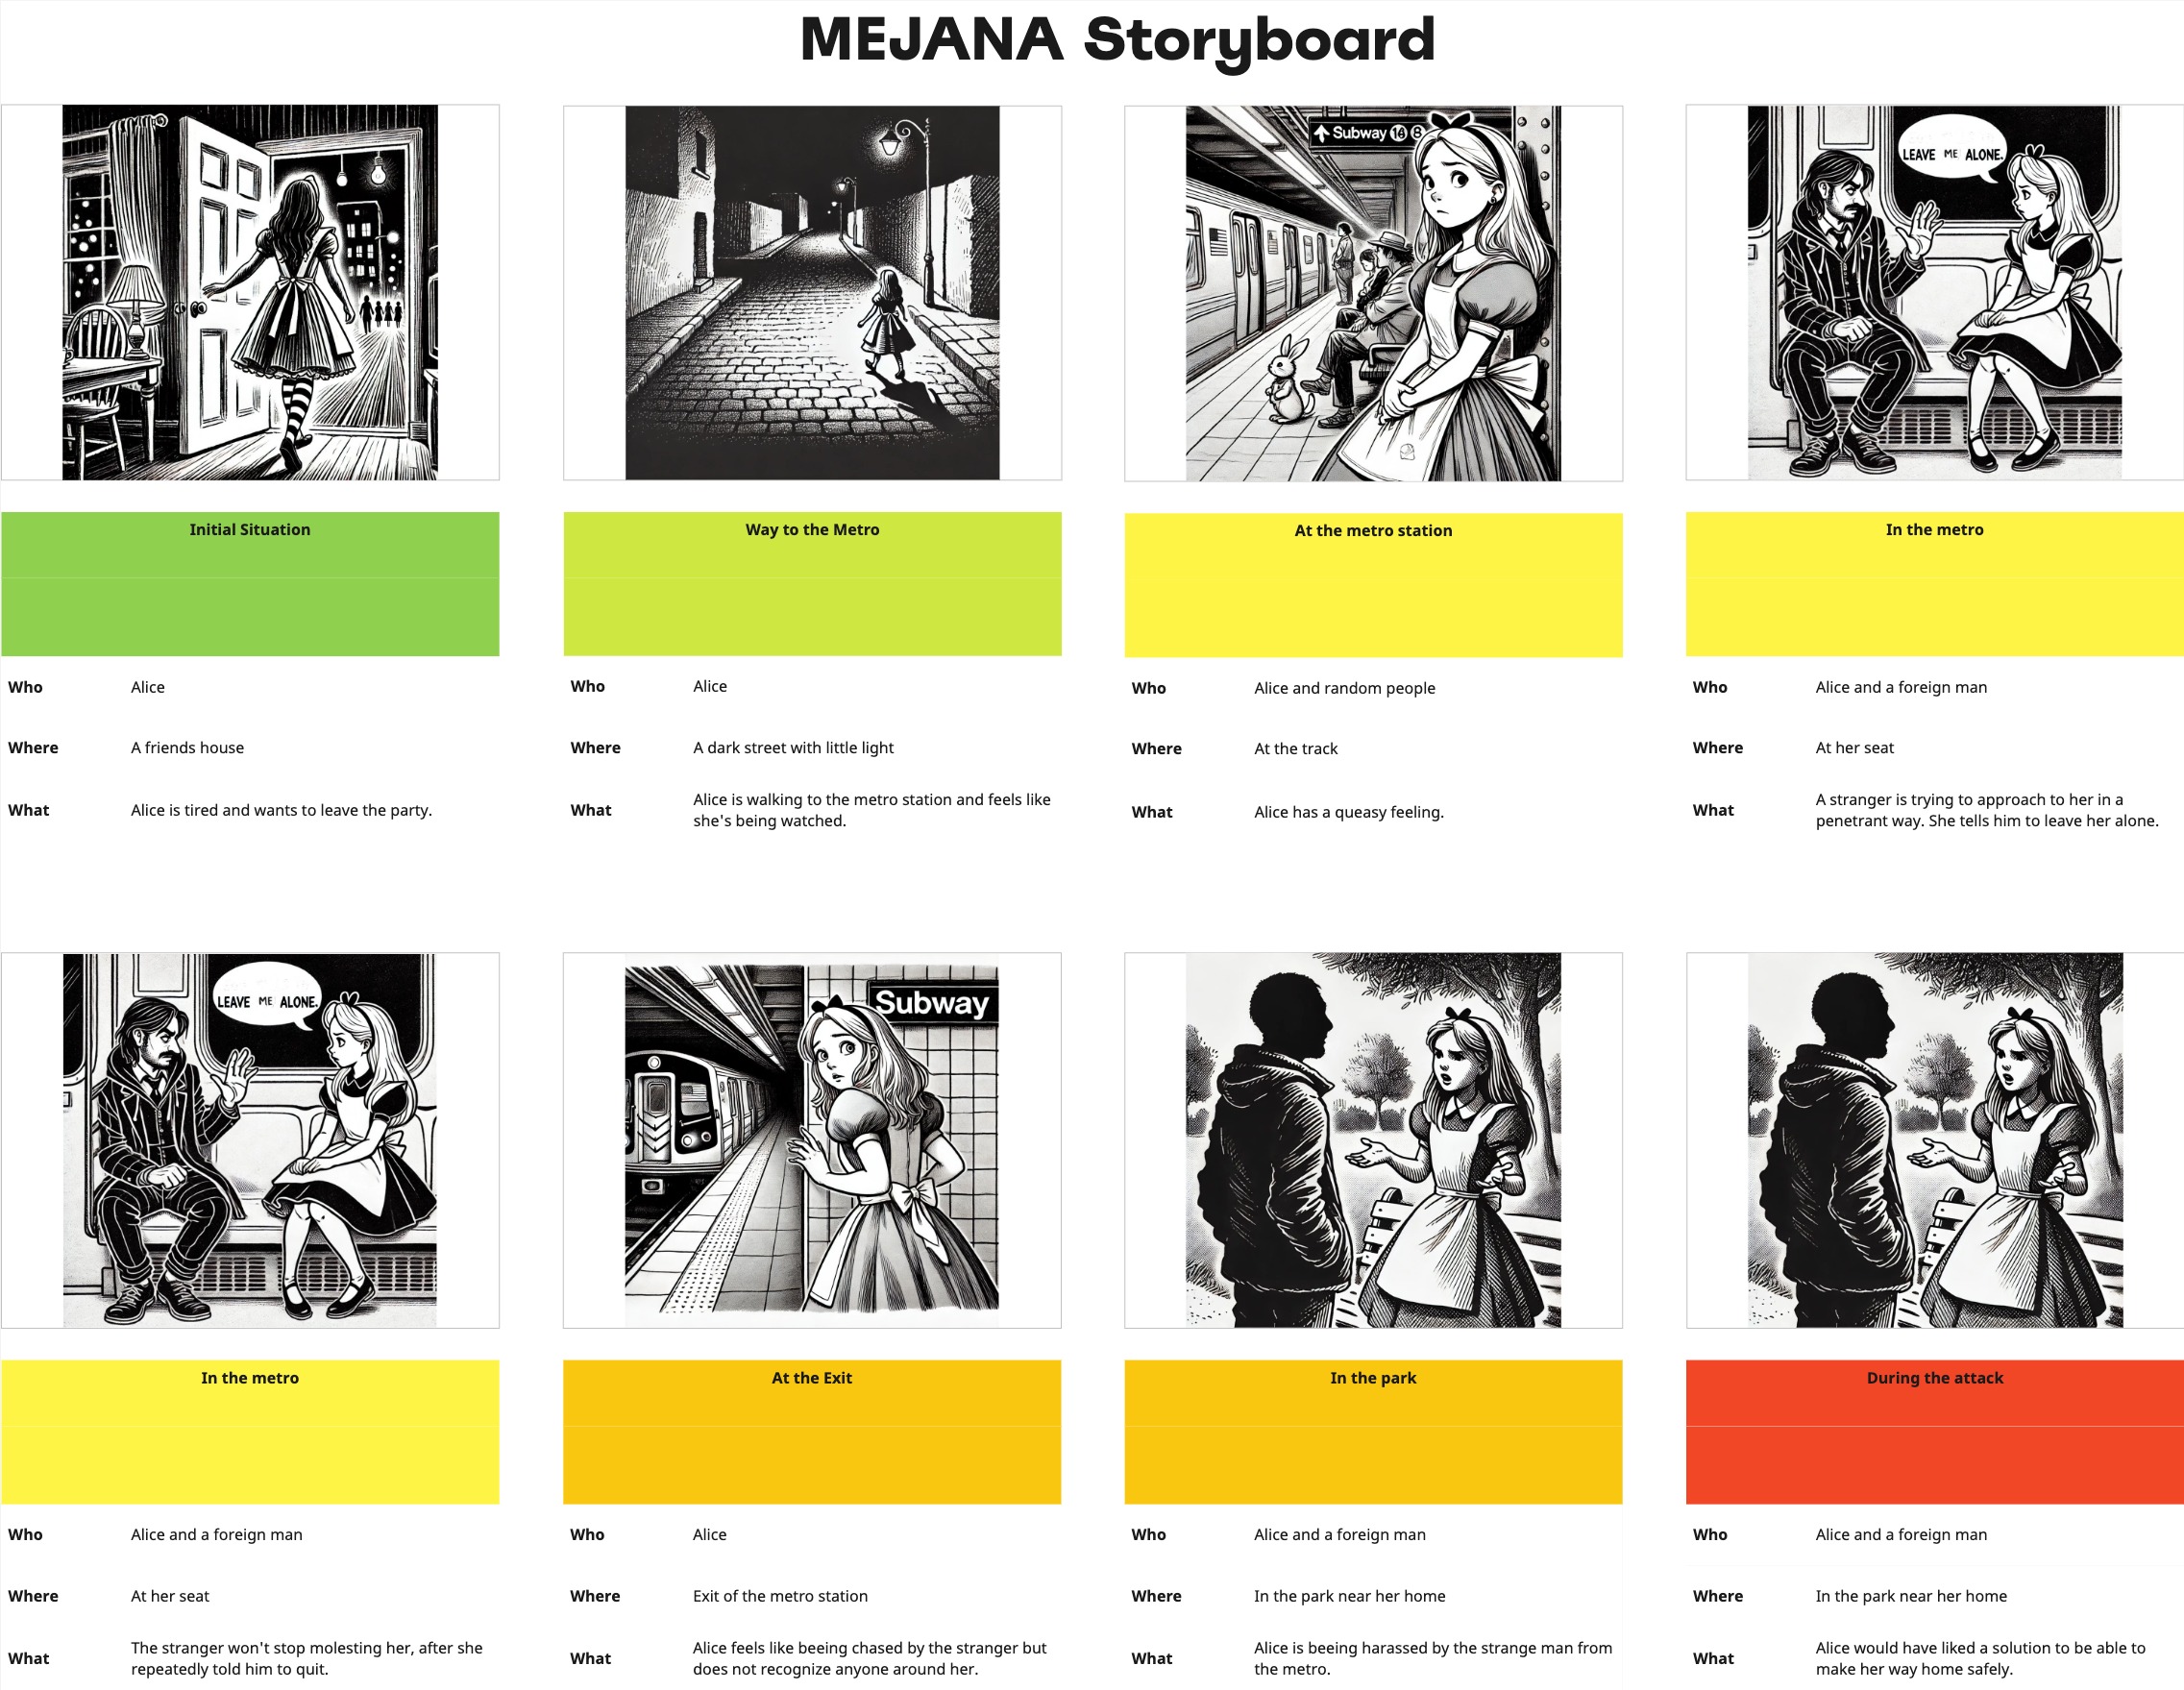 MEJANA Storyboard
Subway 14 8
LEAVE ME ALONE.
Initial Situation
Way to the Metro
At the metro station
In the metro
Who Alice
Where A friends house
What Alice is tired and wants to leave the party.
Who Alice
Where A dark street with little light
What Alice is walking to the metro station and feels like
she's being watched.
Who Alice and random people
Where At the track
What Alice has a queasy feeling.
Who Alice and a foreign man
Where At her seat
What A stranger is trying to approach to her in a
penetrant way. She tells him to leave her alone.
LEAVE ME ALONE.
Subway
In the metro
At the Exit
In the park
During the attack
Who Alice and a foreign man
Where At her seat
What The stranger won't stop molesting her, after she
repeatedly told him to quit.
Who Alice
Where Exit of the metro station
What Alice feels like beeing chased by the stranger but
does not recognize anyone around her.
Who Alice and a foreign man
Where In the park near her home
What Alice is beeing harassed by the strange man from
the metro.
Who Alice and a foreign man
Where In the park near her home
What Alice would have liked a solution to be able to
make her way home safely.